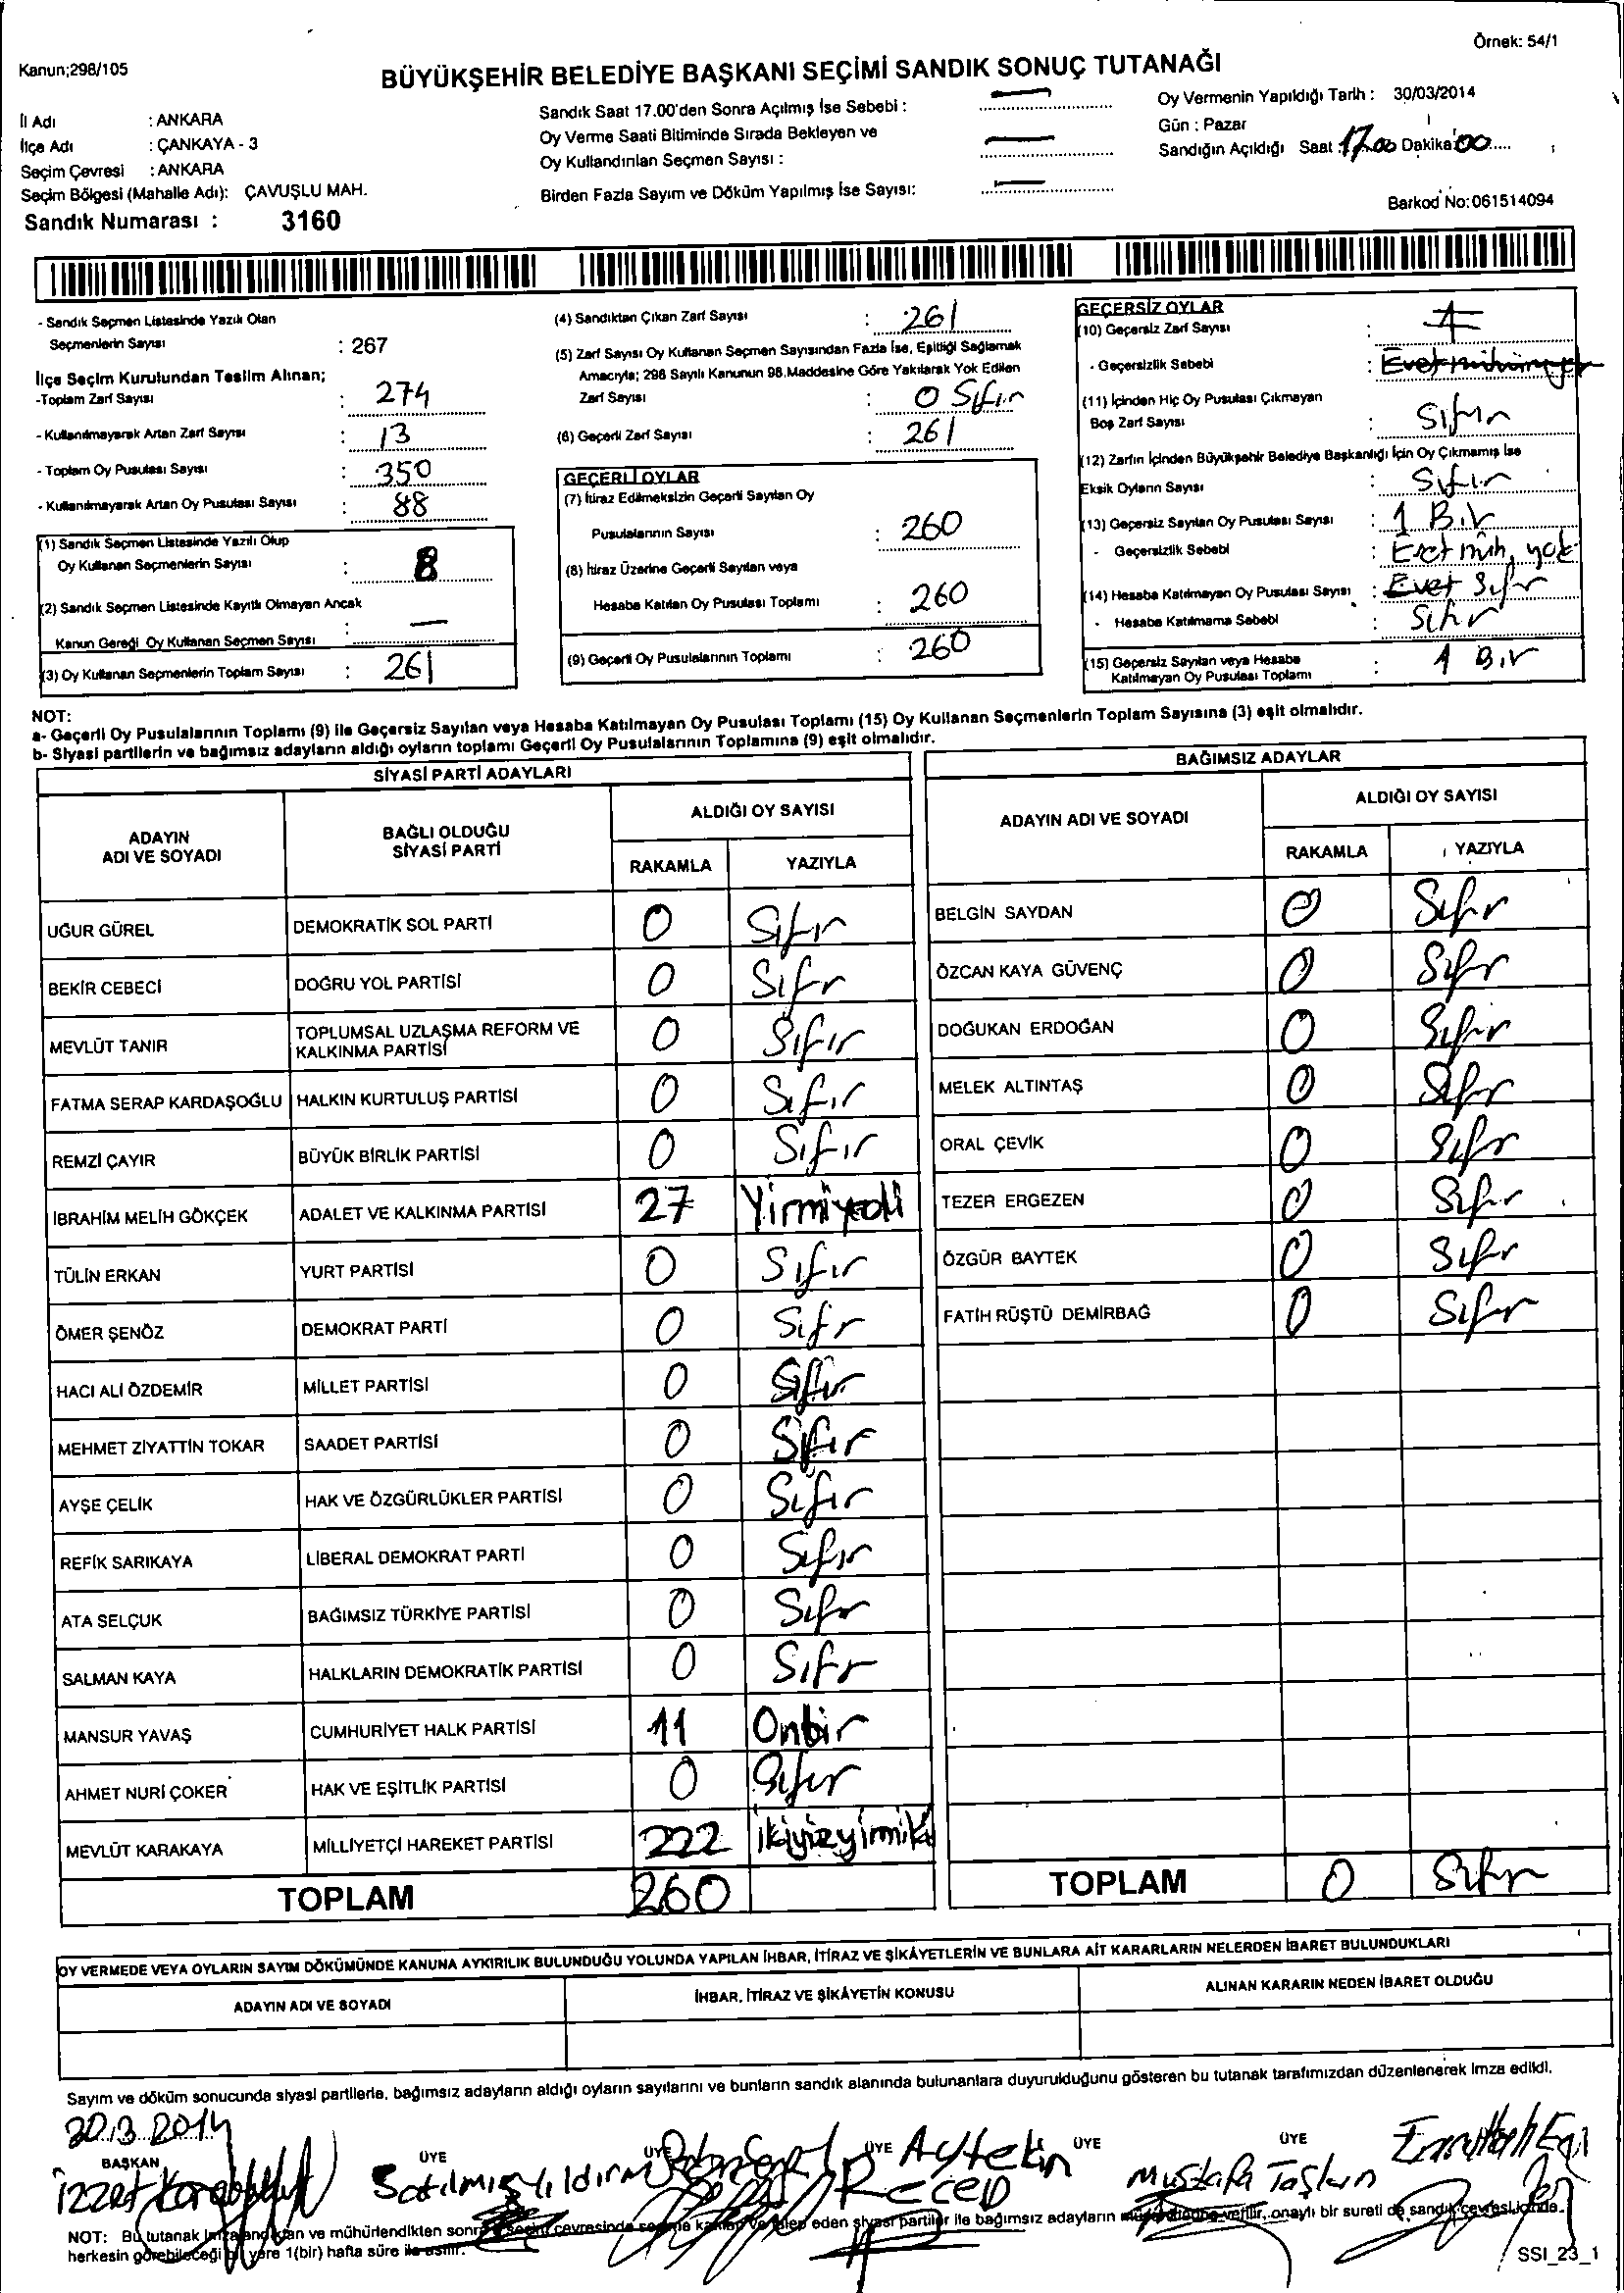 Örnek: 54/1
Kanun;298/105
BÜYÜKŞEHİR BELEDİYE BAŞKANI SEÇİMİ SANDIK SONUÇ TUTANAĞI
İl Adı : ANKARA
İlçe Adı : ÇANKAYA - 3
Seçim Çevresi : ANKARA
Seçim Bölgesi (Mahalle Adı): ÇAVUŞLU MAH.
Sandık Numarası : 3160
Sandık Saat 17.00'den Sonra Açılmış İse Sebebi : —
Oy Verme Saati Bitiminde Sırada Bekleyen ve
Oy Kullandırılan Seçmen Sayısı : —
Birden Fazla Sayım ve Döküm Yapılmış İse Sayısı: —
Oy Vermenin Yapıldığı Tarih : 30/03/2014
Gün : Pazar
Sandığın Açıldığı Saat : 17.00 Dakika : 00
Barkod No:061514094
- Sandık Seçmen Listesinde Yazılı Olan
Seçmenlerin Sayısı : 267
İlçe Seçim Kurulundan Teslim Alınan;
-Toplam Zarf Sayısı : 274
- Kullanılmayarak Artan Zarf Sayısı : 13
- Toplam Oy Pusulası Sayısı : 350
- Kullanılmayarak Artan Oy Pusulası Sayısı : 88
(1) Sandık Seçmen Listesinde Yazılı Olup
Oy Kullanan Seçmenlerin Sayısı : 8
(2) Sandık Seçmen Listesinde Kayıtlı Olmayan Ancak
Kanun Gereği Oy Kullanan Seçmen Sayısı : —
(3) Oy Kullanan Seçmenlerin Toplam Sayısı : 261
(4) Sandıktan Çıkan Zarf Sayısı : 261
(5) Zarf Sayısı Oy Kullanan Seçmen Sayısından Fazla İse, Eşitliği Sağlamak
Amacıyla; 298 Sayılı Kanunun 98.Maddesine Göre Yakılarak Yok Edilen
Zarf Sayısı : 0 Sıfır
(6) Geçerli Zarf Sayısı : 261
GEÇERLİ OYLAR
(7) İtiraz Edilmeksizin Geçerli Sayılan Oy
Pusulalarının Sayısı : 260
(8) İtiraz Üzerine Geçerli Sayılan veya
Hesaba Katılan Oy Pusulası Toplamı : 260
(9) Geçerli Oy Pusulalarının Toplamı : 260
GEÇERSİZ OYLAR
(10) Geçersiz Zarf Sayısı :
- Geçersizlik Sebebi :
(11) İçinden Hiç Oy Pusulası Çıkmayan
Boş Zarf Sayısı : Sıfır
(12) Zarfın İçinden Büyükşehir Belediye Başkanlığı İçin Oy Çıkmamış İse
Eksik Oyların Sayısı : Sıfır
(13) Geçersiz Sayılan Oy Pusulası Sayısı : 1 Bir
- Geçersizlik Sebebi : Evet müh. yok
(14) Hesaba Katılmayan Oy Pusulası Sayısı : Evet Sıfır
- Hesaba Katılmama Sebebi : Sıfır
(15) Geçersiz Sayılan veya Hesaba
Katılmayan Oy Pusulası Toplamı : 1 Bir
NOT:
a- Geçerli Oy Pusulalarının Toplamı (9) ile Geçersiz Sayılan veya Hesaba Katılmayan Oy Pusulası Toplamı (15) Oy Kullanan Seçmenlerin Toplam Sayısına (3) eşit olmalıdır.
b- Siyasi partilerin ve bağımsız adayların aldığı oyların toplamı Geçerli Oy Pusulalarının Toplamına (9) eşit olmalıdır.
SİYASİ PARTİ ADAYLARI
ADAYIN ADI VE SOYADI BAĞLI OLDUĞU SİYASİ PARTİ ALDIĞI OY SAYISI
RAKAMLA YAZIYLA
UĞUR GÜREL DEMOKRATİK SOL PARTİ 0 Sıfır
BEKİR CEBECİ DOĞRU YOL PARTİSİ 0 Sıfır
MEVLÜT TANIR TOPLUMSAL UZLAŞMA REFORM VE KALKINMA PARTİSİ 0 Sıfır
FATMA SERAP KARDAŞOĞLU HALKIN KURTULUŞ PARTİSİ 0 Sıfır
REMZİ ÇAYIR BÜYÜK BİRLİK PARTİSİ 0 Sıfır
İBRAHİM MELİH GÖKÇEK ADALET VE KALKINMA PARTİSİ 27 Yirmiyedi
TÜLİN ERKAN YURT PARTİSİ 0 Sıfır
ÖMER ŞENÖZ DEMOKRAT PARTİ 0 Sıfır
HACI ALİ ÖZDEMİR MİLLET PARTİSİ 0 Sıfır
MEHMET ZİYATTİN TOKAR SAADET PARTİSİ 0 Sıfır
AYŞE ÇELİK HAK VE ÖZGÜRLÜKLER PARTİSİ 0 Sıfır
REFİK SARIKAYA LİBERAL DEMOKRAT PARTİ 0 Sıfır
ATA SELÇUK BAĞIMSIZ TÜRKİYE PARTİSİ 0 Sıfır
SALMAN KAYA HALKLARIN DEMOKRATİK PARTİSİ 0 Sıfır
MANSUR YAVAŞ CUMHURİYET HALK PARTİSİ 11 Onbir
AHMET NURİ ÇOKER HAK VE EŞİTLİK PARTİSİ 0 Sıfır
MEVLÜT KARAKAYA MİLLİYETÇİ HAREKET PARTİSİ 222 ikiyüzyirmiiki
TOPLAM 260
BAĞIMSIZ ADAYLAR
ADAYIN ADI VE SOYADI ALDIĞI OY SAYISI
RAKAMLA YAZIYLA
BELGİN SAYDAN 0 Sıfır
ÖZCAN KAYA GÜVENÇ 0 Sıfır
DOĞUKAN ERDOĞAN 0 Sıfır
MELEK ALTINTAŞ 0 Sıfır
ORAL ÇEVİK 0 Sıfır
TEZER ERGEZEN 0 Sıfır
ÖZGÜR BAYTEK 0 Sıfır
FATİH RÜŞTÜ DEMİRBAĞ 0 Sıfır
TOPLAM 0 Sıfır
OY VERMEDE VEYA OYLARIN SAYIM DÖKÜMÜNDE KANUNA AYKIRILIK BULUNDUĞU YOLUNDA YAPILAN İHBAR, İTİRAZ VE ŞİKÂYETLERİN VE BUNLARA AİT KARARLARIN NELERDEN İBARET BULUNDUKLARI
ADAYIN ADI VE SOYADI İHBAR, İTİRAZ VE ŞİKÂYETİN KONUSU ALINAN KARARIN NEDEN İBARET OLDUĞU
Sayım ve döküm sonucunda siyasi partilerle, bağımsız adayların aldığı oyların sayılarını ve bunların sandık alanında bulunanlara duyurulduğunu gösteren bu tutanak tarafımızdan düzenlenerek imza edildi.
30.3.2014
BAŞKAN ÜYE ÜYE ÜYE ÜYE ÜYE
İzzet Satılmış Yıldırım Aytekin Recep Mustafa Taşkın
NOT: Bu tutanak imzalandıktan ve mühürlendikten sonra seçim çevresinde seçime katılan ve talep eden siyasi partiler ile bağımsız adayların müşahidine verilir, onaylı bir sureti de sandık çevresi içinde
herkesin görebileceği bir yere 1(bir) hafta süre ile asılır.
SSI_23_1